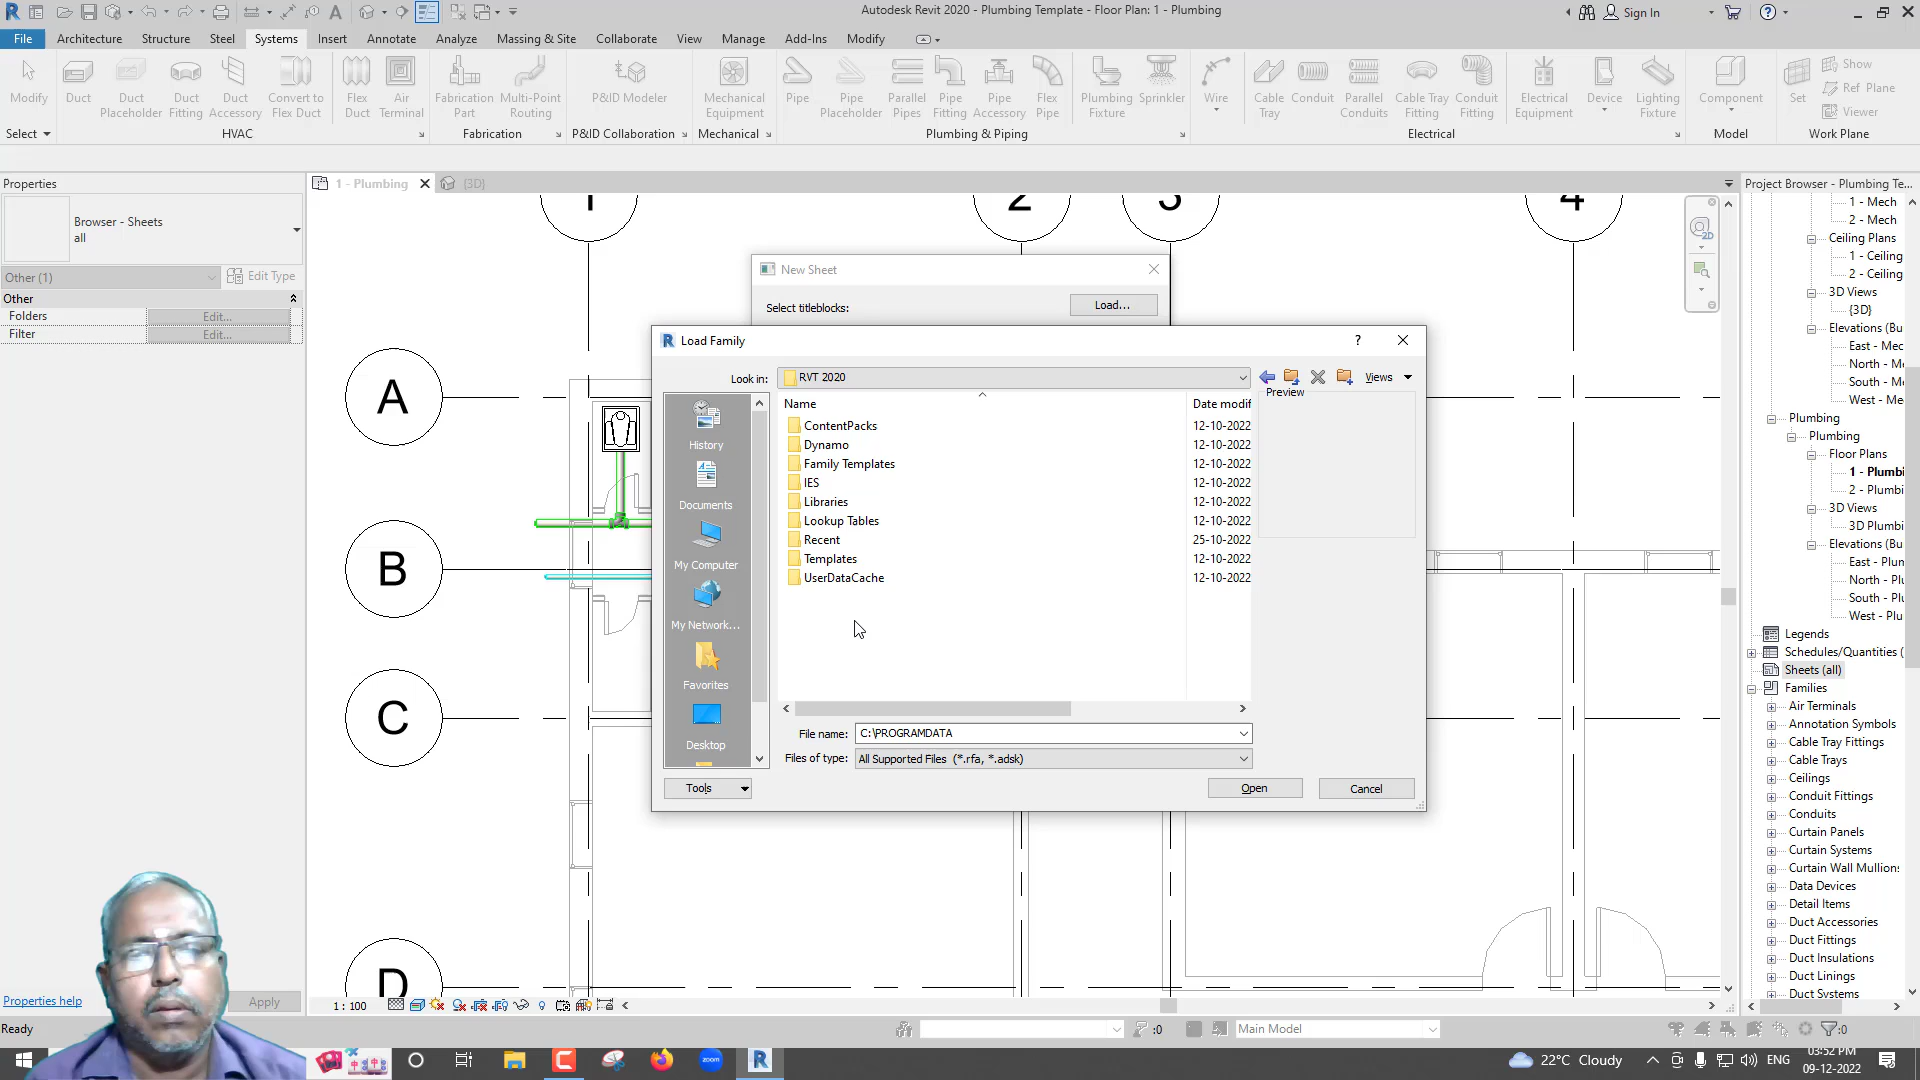 Autodesk Revit 2020 - Plumbing Template - Floor Plan: 1 - Plumbing
Sign In
File Architecture Structure Steel Systems Insert Annotate Analyze Massing & Site Collaborate View Manage Add-Ins Modify
Modify
Duct
Duct Placeholder
Duct Fitting
Duct Accessory
Convert to Flex Duct
Flex Duct
Air Terminal
Fabrication Part
Multi-Point Routing
P&ID Modeler
Mechanical Equipment
Pipe
Pipe Placeholder
Parallel Pipes
Pipe Fitting
Pipe Accessory
Flex Pipe
Plumbing Fixture
Sprinkler
Wire
Cable Tray
Conduit
Parallel Conduits
Cable Tray Fitting
Conduit Fitting
Electrical Equipment
Device
Lighting Fixture
Component
Set
Show
Ref Plane
Viewer
Select HVAC Fabrication P&ID Collaboration Mechanical Plumbing & Piping Electrical Model Work Plane
Properties
Browser - Sheets
all
Other (1)
Edit Type
Other
Folders Edit...
Filter Edit...
Properties help
Apply
1 - Plumbing
{3D}
1 2 3 4
A
B
C
D
New Sheet
Select titleblocks:
Load...
Load Family
Look in: RVT 2020
Views
Preview
Name Date modif
ContentPacks 12-10-2022
Dynamo 12-10-2022
Family Templates 12-10-2022
IES 12-10-2022
Libraries 12-10-2022
Lookup Tables 12-10-2022
Recent 25-10-2022
Templates 12-10-2022
UserDataCache 12-10-2022
History
Documents
My Computer
My Network...
Favorites
Desktop
File name: C:\PROGRAMDATA
Files of type: All Supported Files (*.rfa, *.adsk)
Tools
Open
Cancel
Project Browser - Plumbing Te...
1 - Mech
2 - Mech
Ceiling Plans
1 - Ceiling
2 - Ceiling
3D Views
{3D}
Elevations (Bu
East - Mec
North - M
South - M
West - Me
Plumbing
Plumbing
Floor Plans
1 - Plumbi
2 - Plumbi
3D Views
3D Plumbi
Elevations (Bu
East - Plun
North - Pl
South - Pl
West - Plu
Legends
Schedules/Quantities (
Sheets (all)
Families
Air Terminals
Annotation Symbols
Cable Tray Fittings
Cable Trays
Ceilings
Conduit Fittings
Conduits
Curtain Panels
Curtain Systems
Curtain Wall Mullions
Data Devices
Detail Items
Duct Accessories
Duct Fittings
Duct Insulations
Duct Linings
Duct Systems
1 : 100
Ready
:0
Main Model
:0
zoom
22°C Cloudy
ENG
03:52 PM
09-12-2022